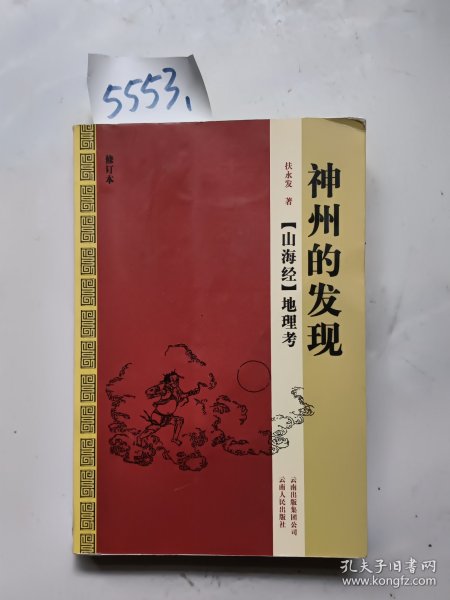 5553,
修订本
扶永发 著
神州的发现
【山海经】地理考
云南出版集团公司
云南人民出版社
孔夫子旧书网
www.kongfz.com